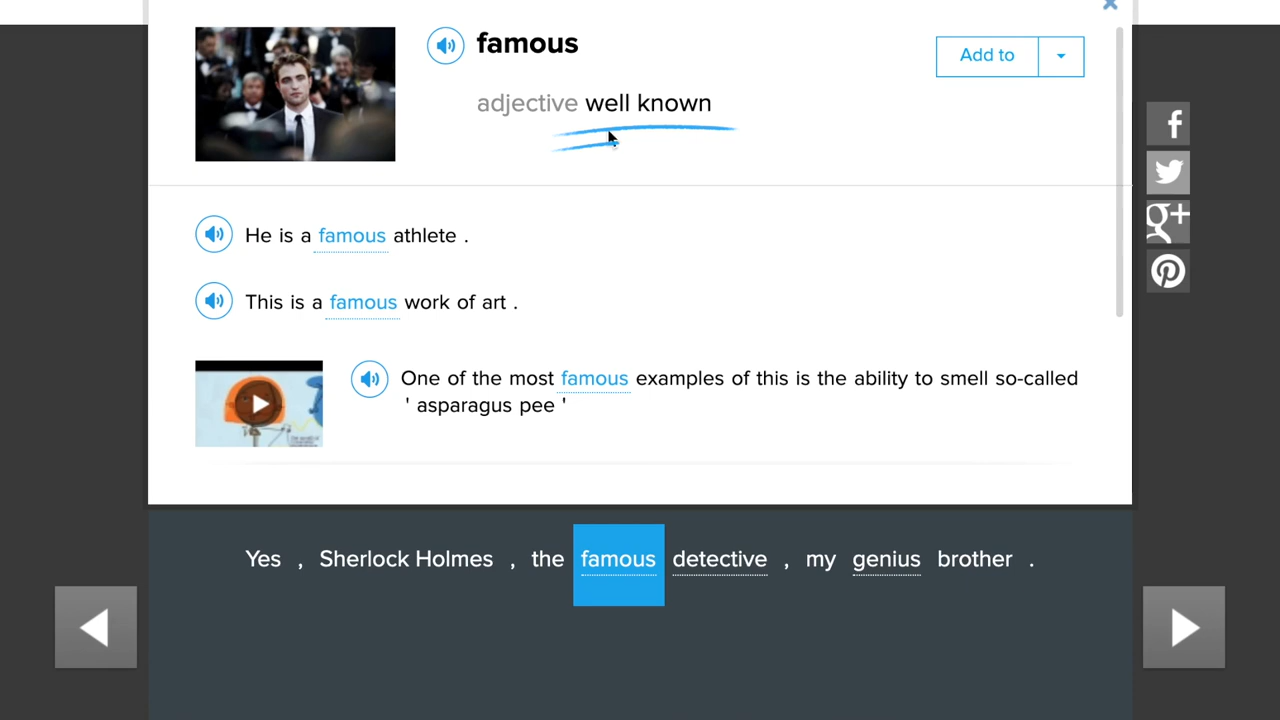 famous
Add to
adjective well known
He is a famous athlete .
This is a famous work of art .
One of the most famous examples of this is the ability to smell so-called
' asparagus pee '
Yes , Sherlock Holmes , the famous detective , my genius brother .
f
g+